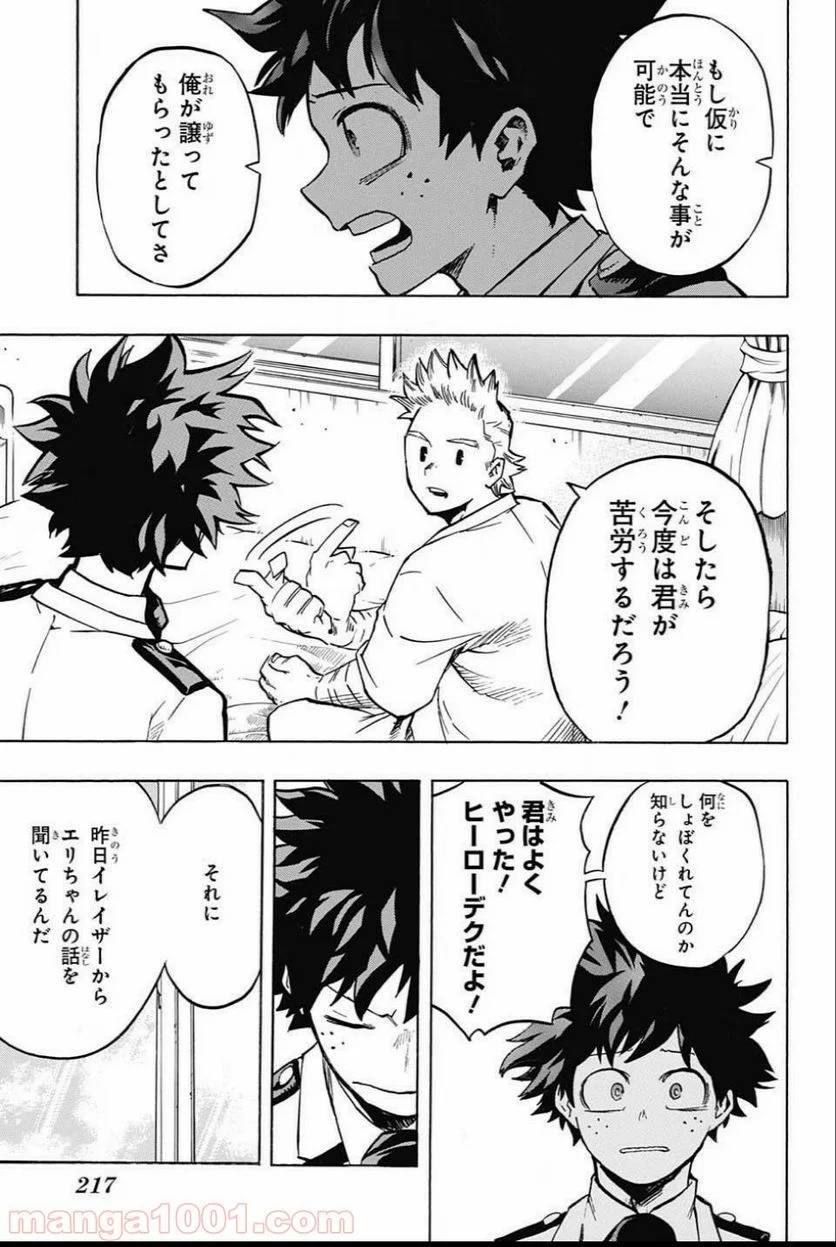 もし仮に
本当にそんな事が
可能で
俺が譲って
もらったとしてさ
そしたら
今度は君が
苦労するだろう！
何を
しょぼくれてんのか
知らないけど
君はよく
やった！
ヒーローデクだよ！
それに
昨日イレイザーから
エリちゃんの話を
聞いてるんだ
217
manga1001.com